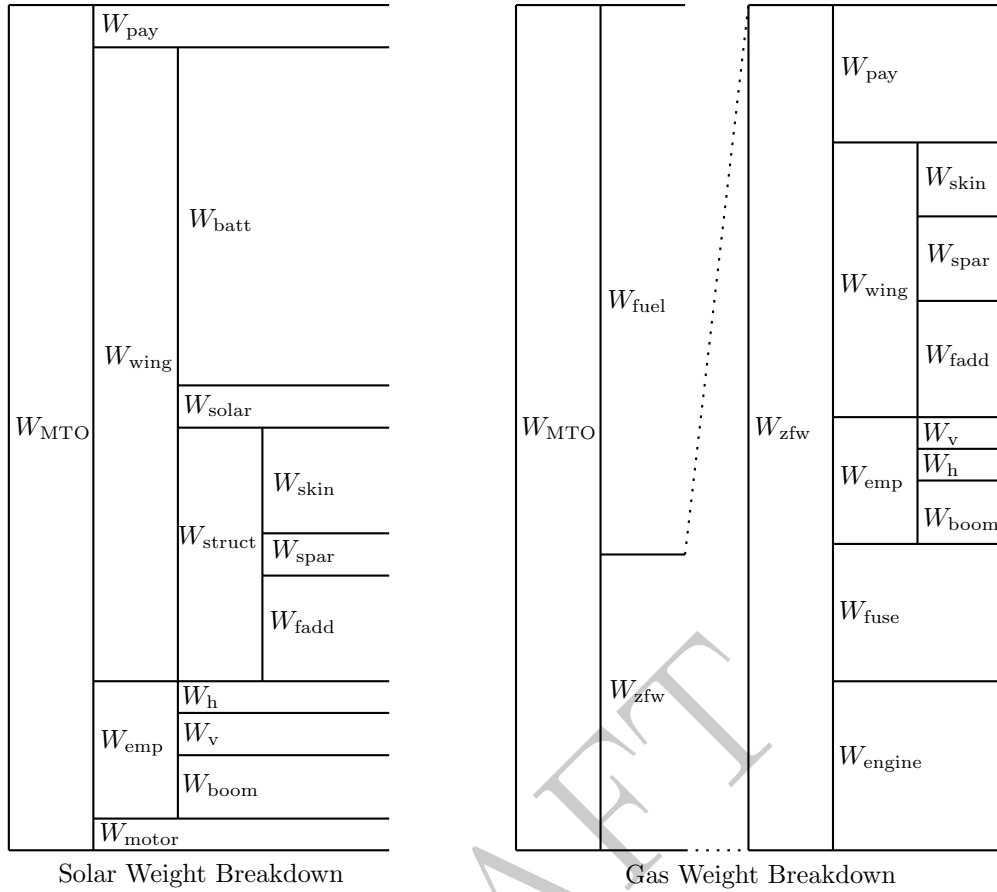 W_pay
W_batt
W_wing
W_solar
W_MTO
W_skin
W_struct
W_spar
W_fadd
W_h
W_emp
W_v
W_boom
W_motor
Solar Weight Breakdown
W_pay
W_skin
W_spar
W_wing
W_fuel
W_fadd
W_MTO
W_zfw
W_v
W_h
W_emp
W_boom
W_fuse
W_zfw
W_engine
Gas Weight Breakdown